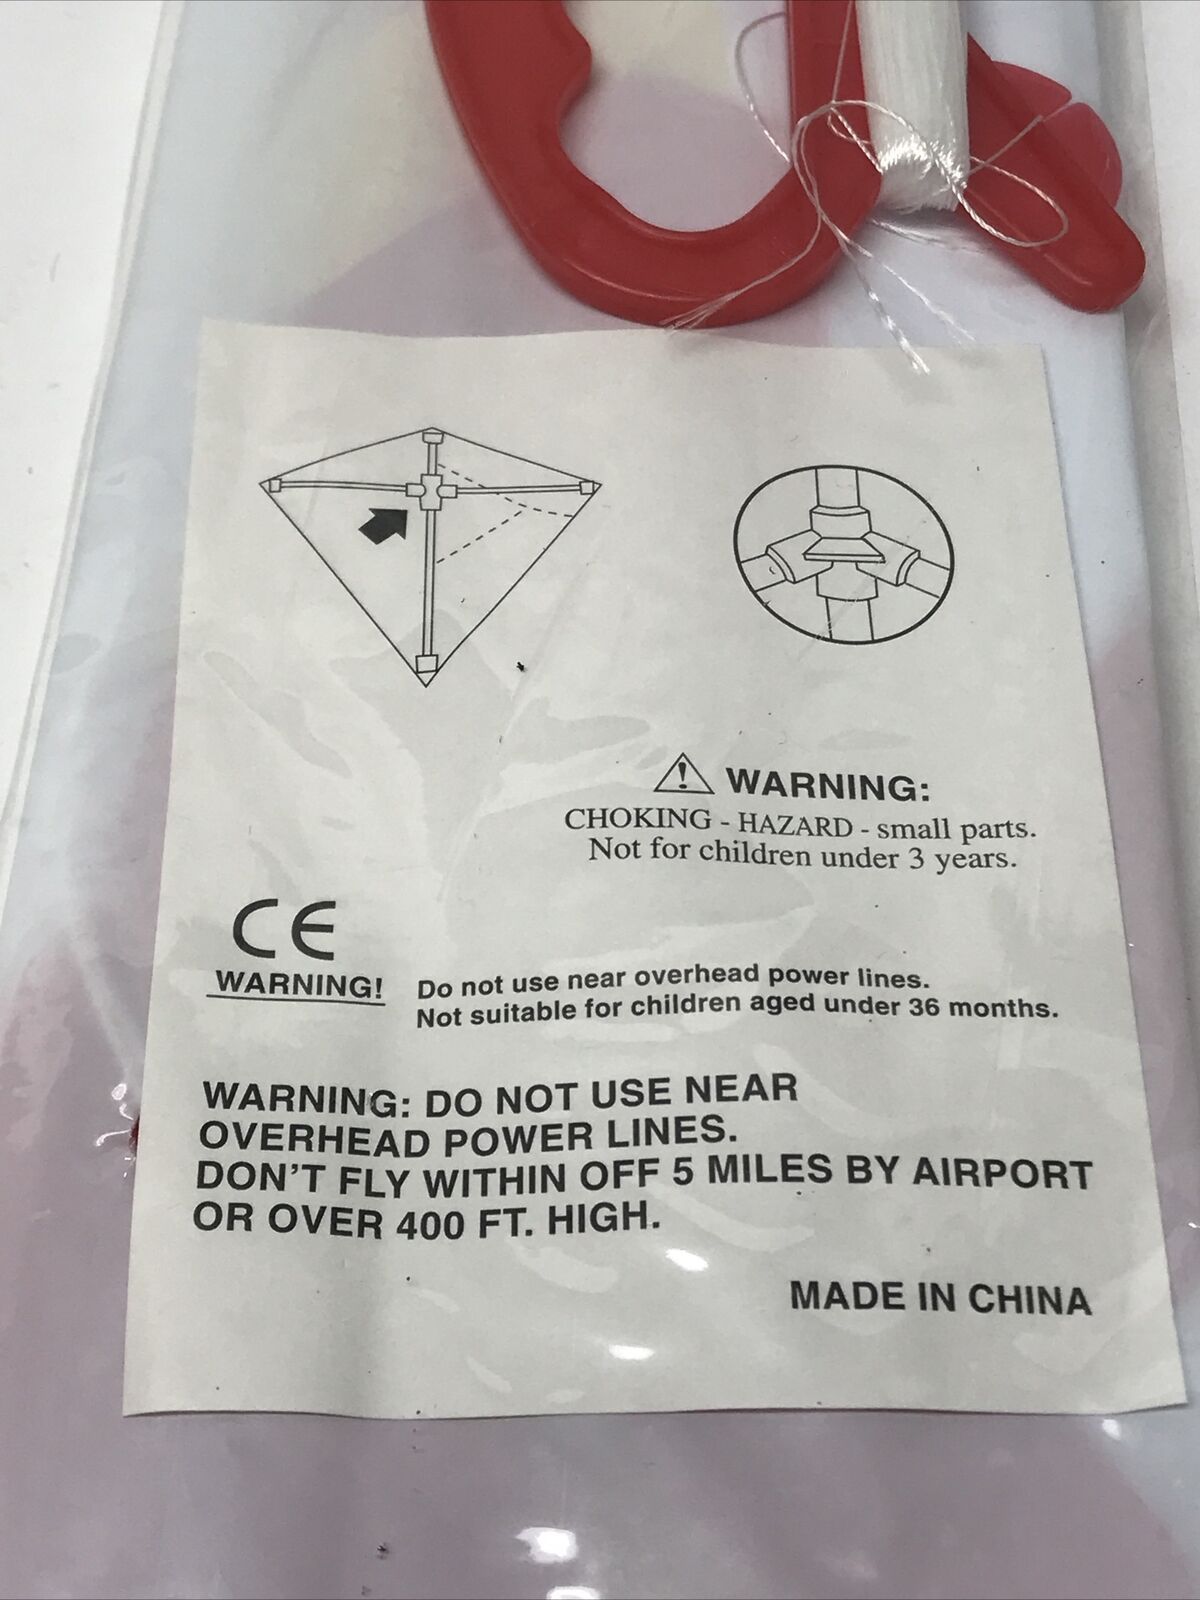 ⚠ WARNING:
CHOKING - HAZARD - small parts.
Not for children under 3 years.
CE
WARNING! Do not use near overhead power lines.
Not suitable for children aged under 36 months.
WARNING: DO NOT USE NEAR
OVERHEAD POWER LINES.
DON'T FLY WITHIN OFF 5 MILES BY AIRPORT
OR OVER 400 FT. HIGH.
MADE IN CHINA